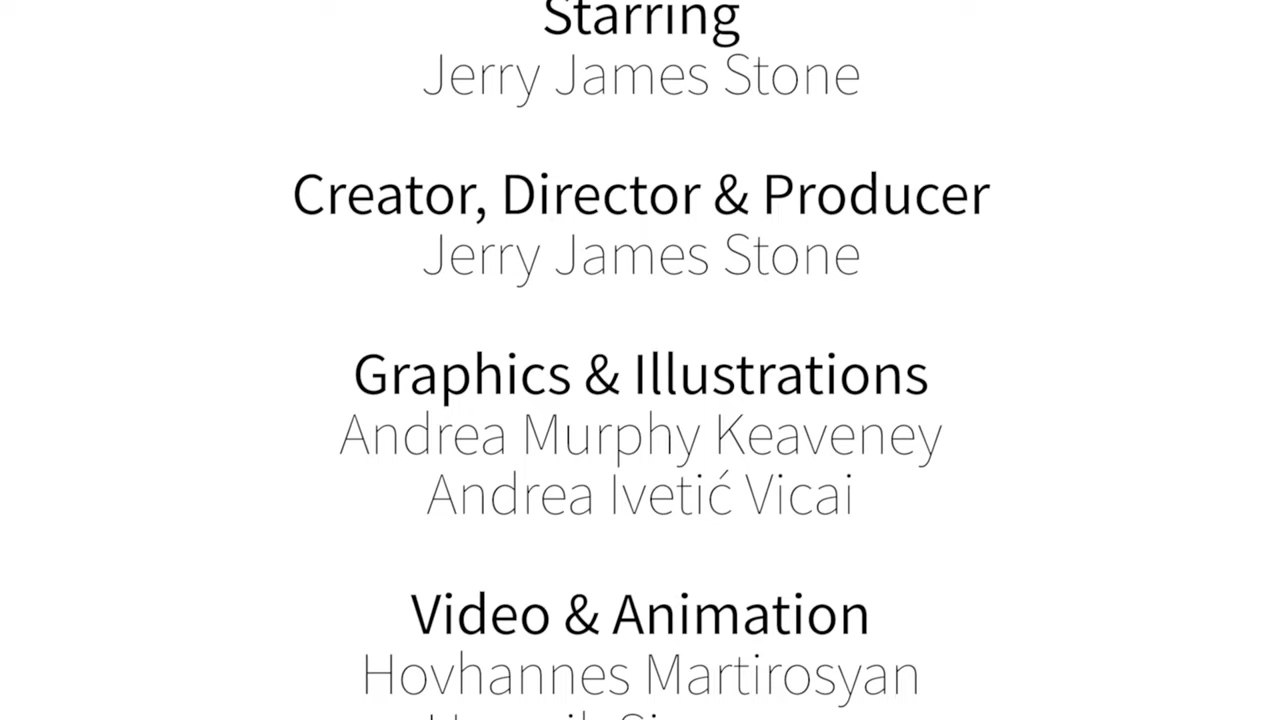 Starring
Jerry James Stone
Creator, Director & Producer
Jerry James Stone
Graphics & Illustrations
Andrea Murphy Keaveney
Andrea Ivetić Vicai
Video & Animation
Hovhannes Martirosyan